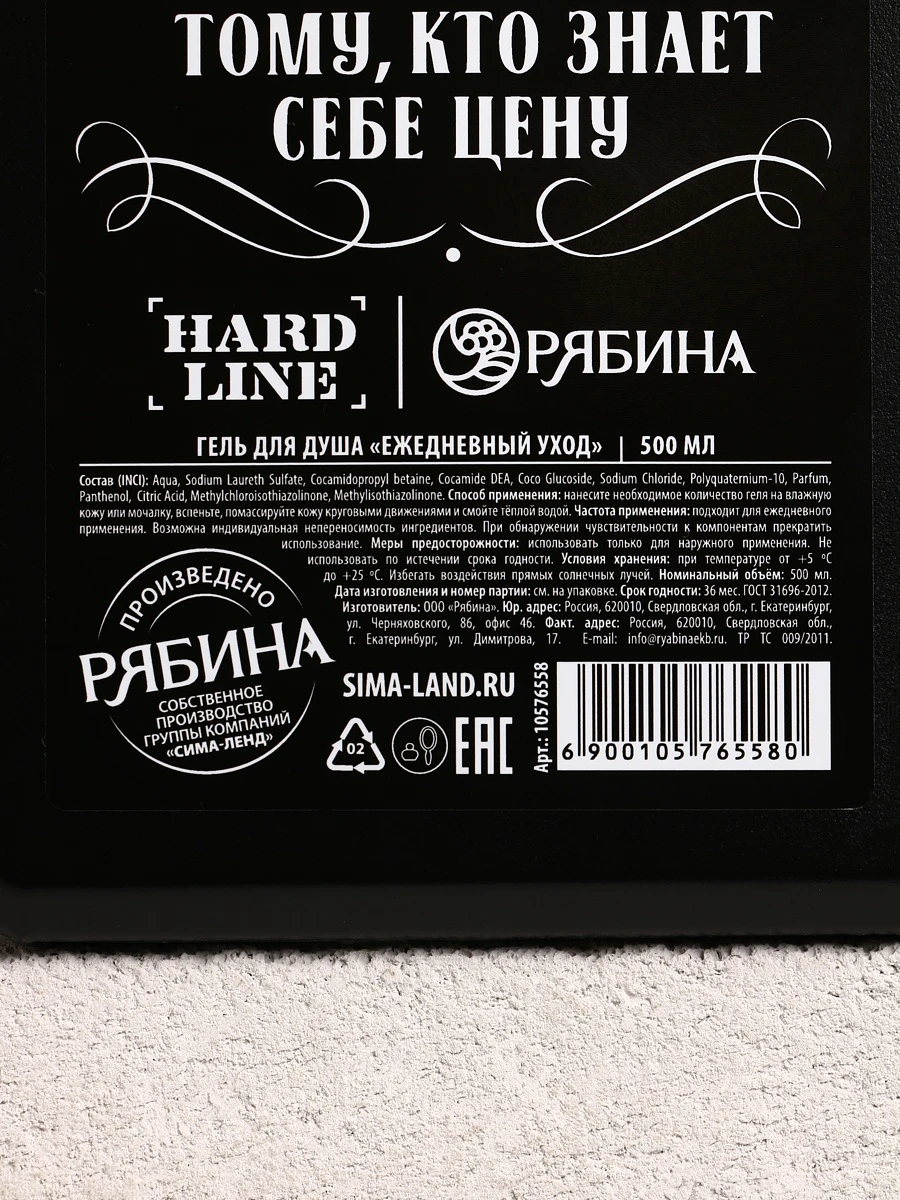 ТОМУ, КТО ЗНАЕТ
СЕБЕ ЦЕНУ
HARD
LINE
РЯБИНА
ГЕЛЬ ДЛЯ ДУША «ЕЖЕДНЕВНЫЙ УХОД» | 500 МЛ
Состав (INCI): Aqua, Sodium Laureth Sulfate, Cocamidopropyl betaine, Cocamide DEA, Coco Glucoside, Sodium Chloride, Polyquaternium-10, Parfum,
Panthenol, Citric Acid, Methylchloroisothiazolinone, Methylisothiazolinone. Способ применения: нанесите необходимое количество геля на влажную
кожу или мочалку, вспеньте, помассируйте кожу круговыми движениями и смойте тёплой водой. Частота применения: подходит для ежедневного
применения. Возможна индивидуальная непереносимость ингредиентов. При обнаружении чувствительности к компонентам прекратить
использование. Меры предосторожности: использовать только для наружного применения. Не
использовать по истечении срока годности. Условия хранения: при температуре от +5 ºC
до +25 ºC. Избегать воздействия прямых солнечных лучей. Номинальный объём: 500 мл.
Дата изготовления и номер партии: см. на упаковке. Срок годности: 36 мес. ГОСТ 31696-2012.
Изготовитель: ООО «Рябина». Юр. адрес: Россия, 620010, Свердловская обл., г. Екатеринбург,
ул. Черняховского, 86, офис 46. Факт. адрес: Россия, 620010, Свердловская обл.,
г. Екатеринбург, ул. Димитрова, 17. E-mail: info@ryabinaekb.ru. ТР ТС 009/2011.
ПРОИЗВЕДЕНО
РЯБИНА
СОБСТВЕННОЕ
ПРОИЗВОДСТВО
ГРУППЫ КОМПАНИЙ
«СИМА-ЛЕНД»
SIMA-LAND.RU
02
EAC
Арт.: 10576558
6 900105 765580